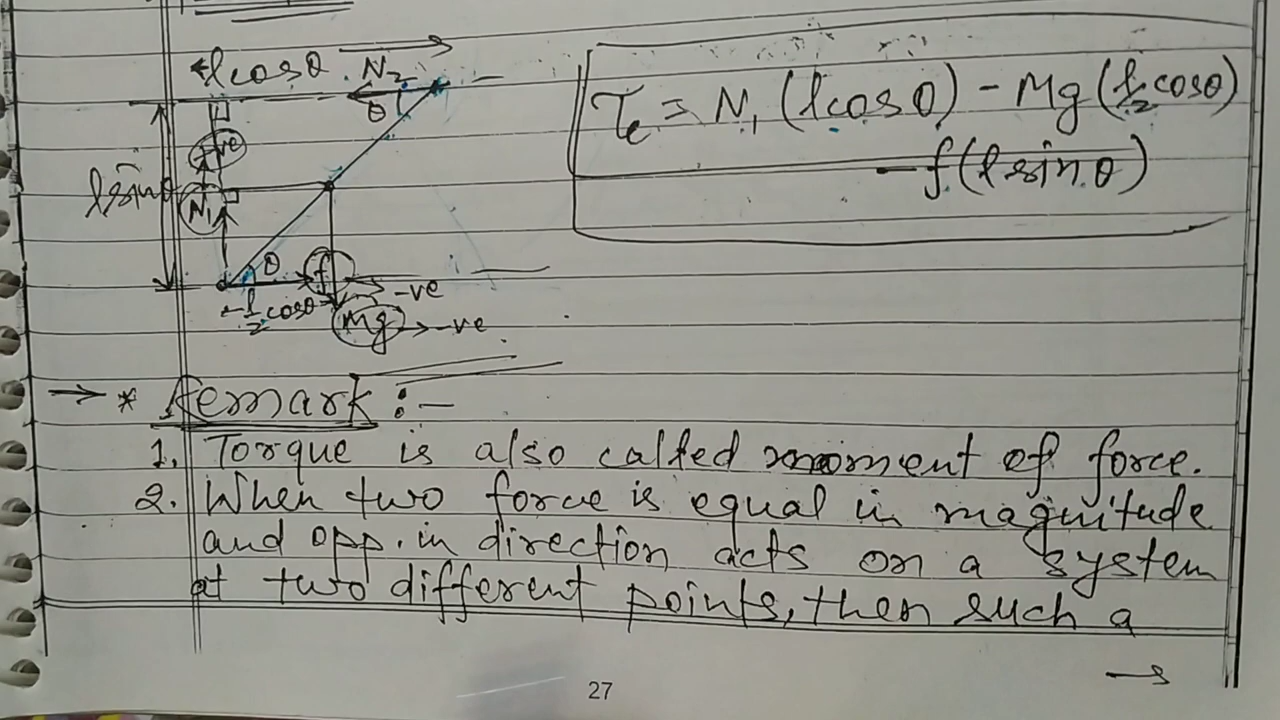 lcosθ N₂
θ
+ve
lsinθ
N₁
θ f
-ve
l/2 cosθ
Mg -ve
τ_c = N₁ (lcosθ) - Mg (l/2 cosθ)
- f(lsinθ)
→ * Remark :-
1. Torque is also called moment of force.
2. When two force is equal in magnitude
and opp. in direction acts on a system
at two different points, then such a
→
27